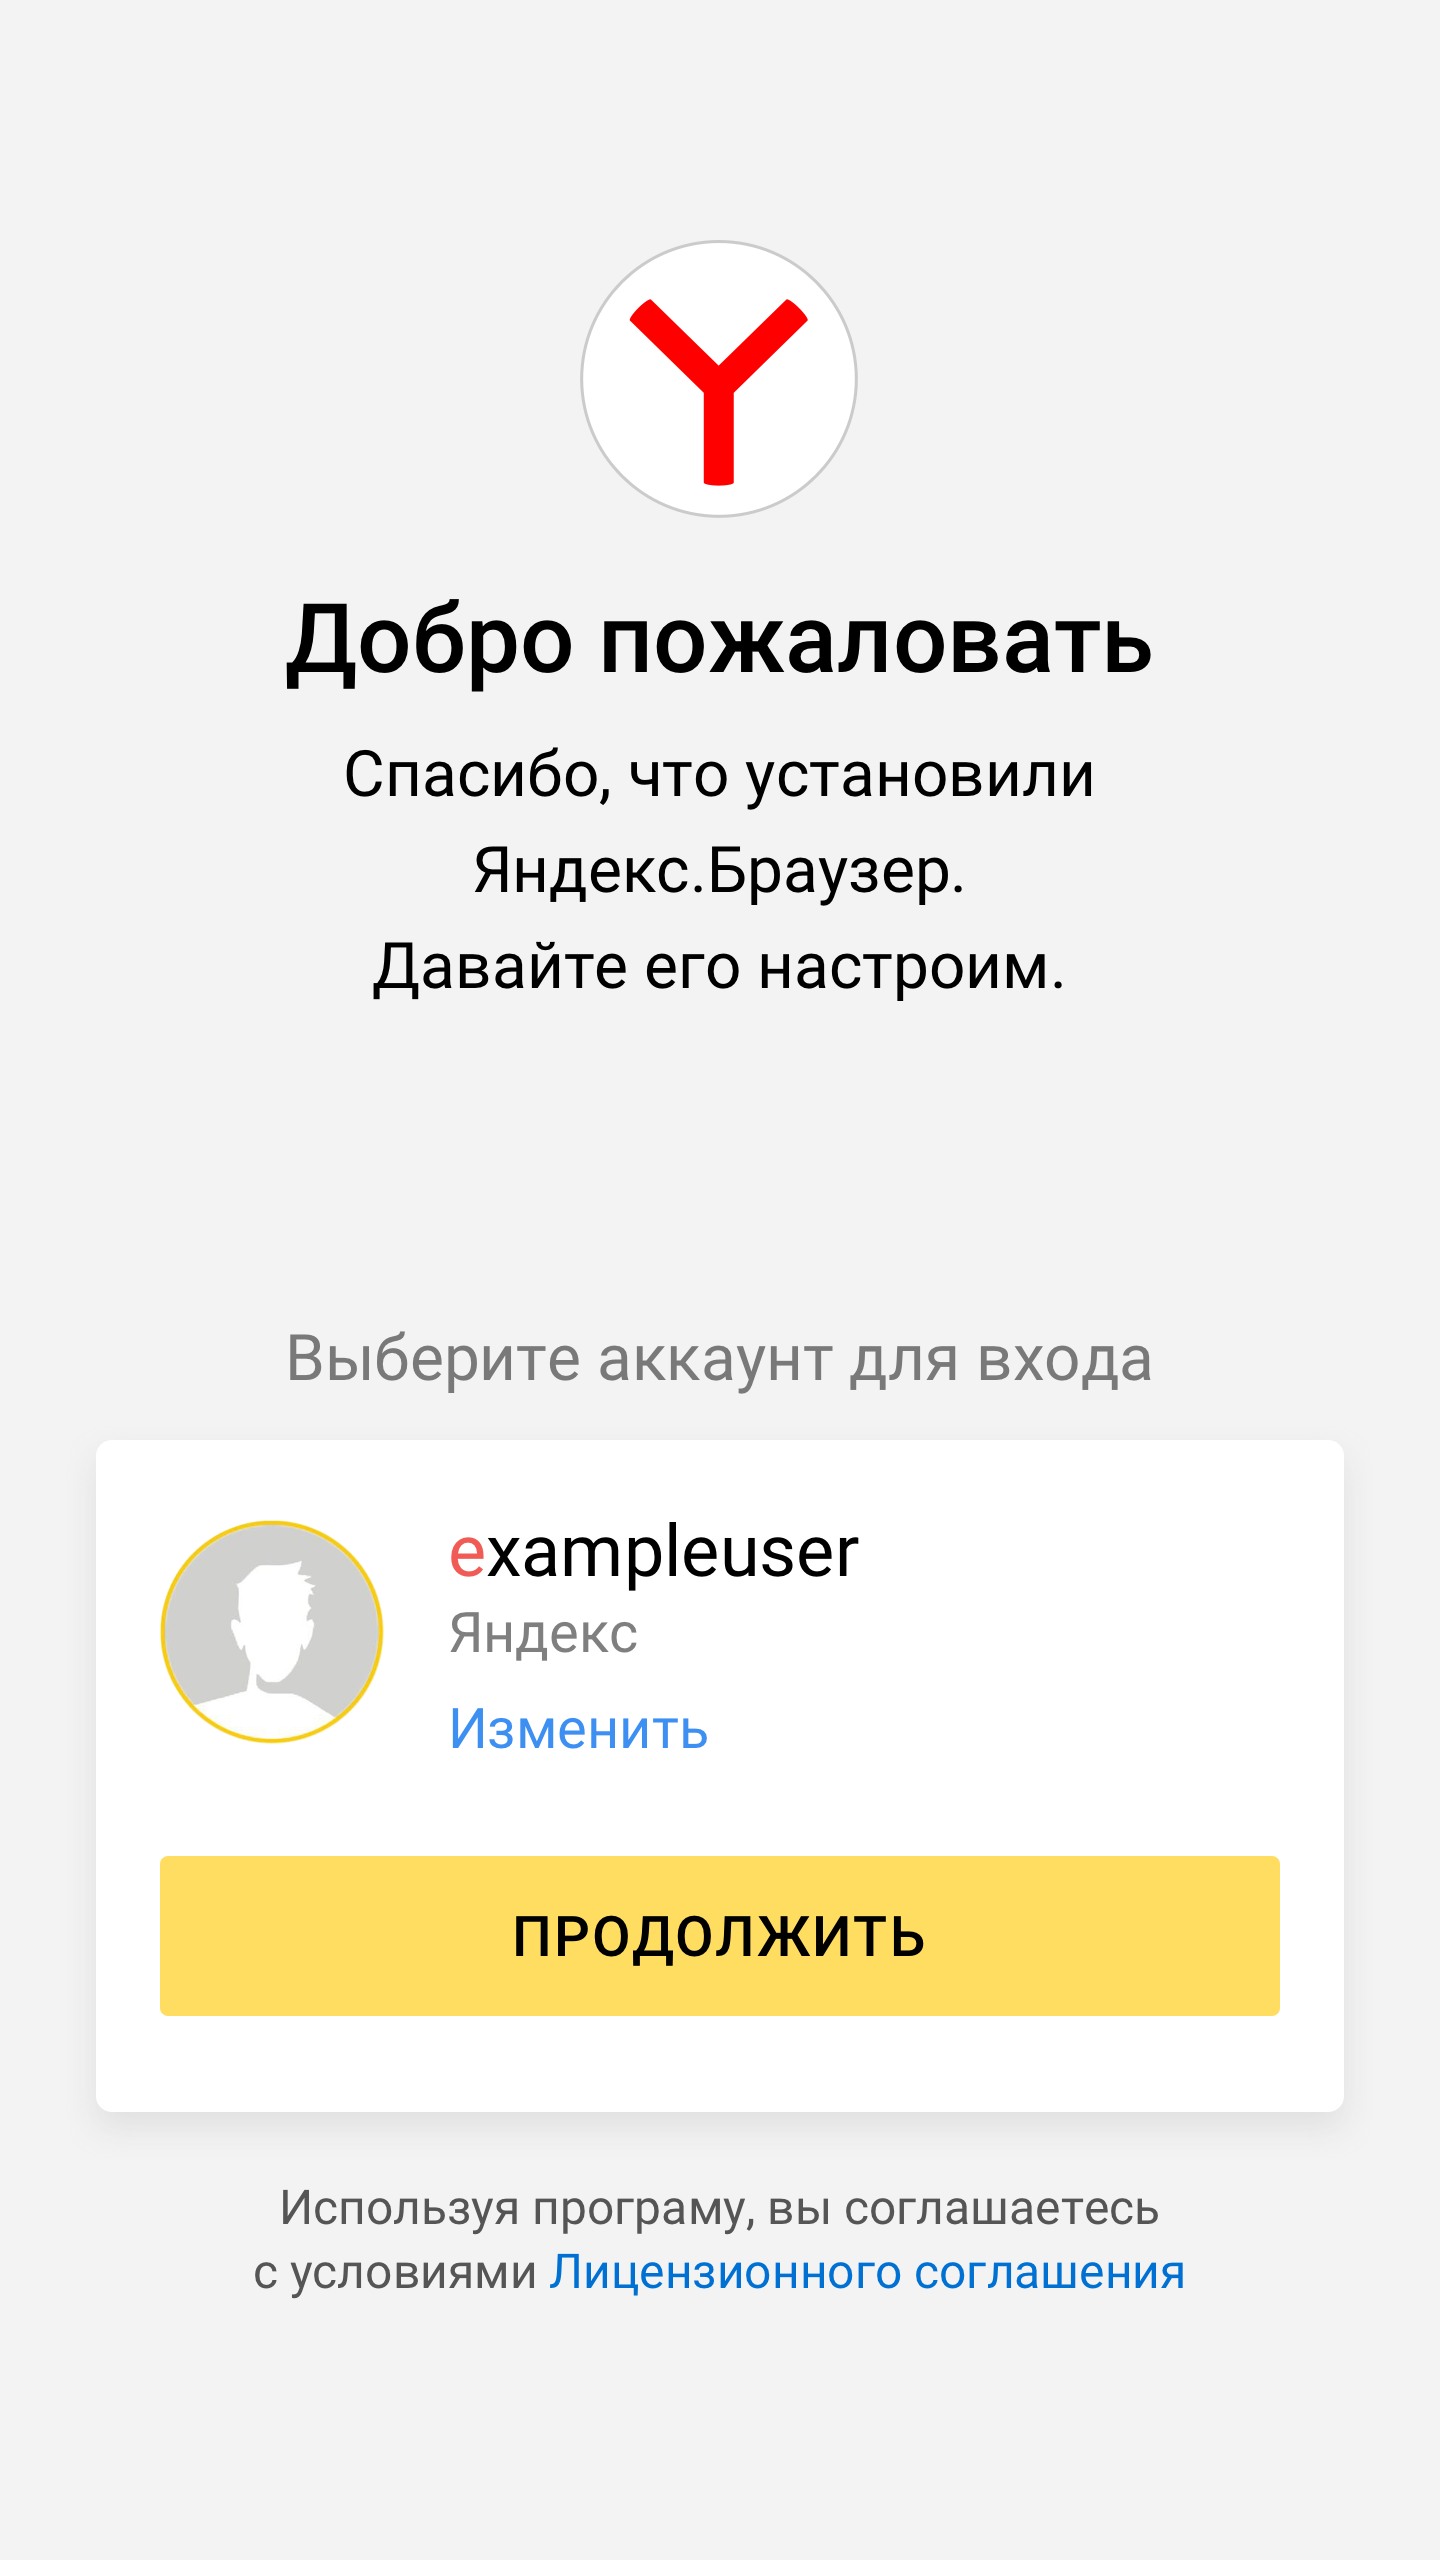 Добро пожаловать
Спасибо, что установили
Яндекс.Браузер.
Давайте его настроим.
Выберите аккаунт для входа
exampleuser
Яндекс
Изменить
ПРОДОЛЖИТЬ
Используя програму, вы соглашаетесь
с условиями Лицензионного соглашения